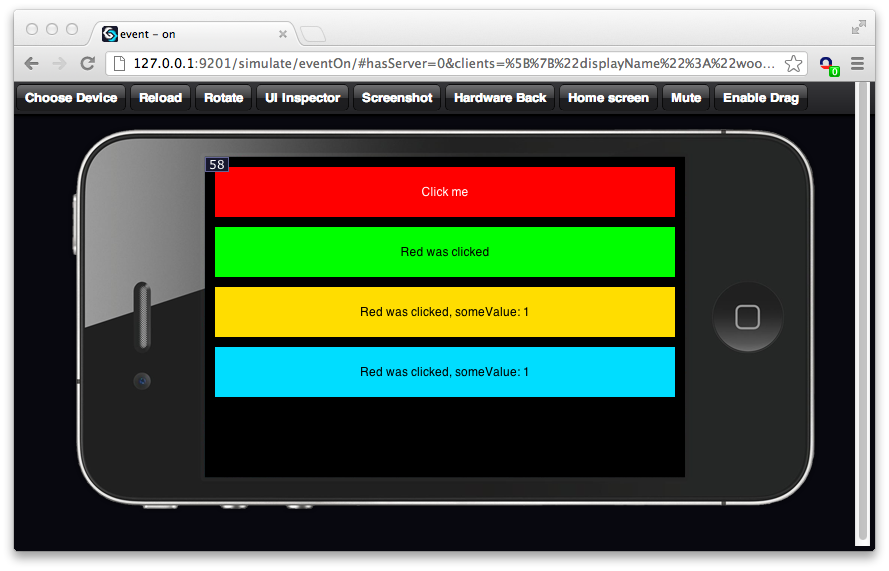 event – on
127.0.0.1:9201/simulate/eventOn/#hasServer=0&clients=%5B%7B%22displayName%22%3A%22woo...
0
Choose Device Reload Rotate UI Inspector Screenshot Hardware Back Home screen Mute Enable Drag
58
Click me
Red was clicked
Red was clicked, someValue: 1
Red was clicked, someValue: 1